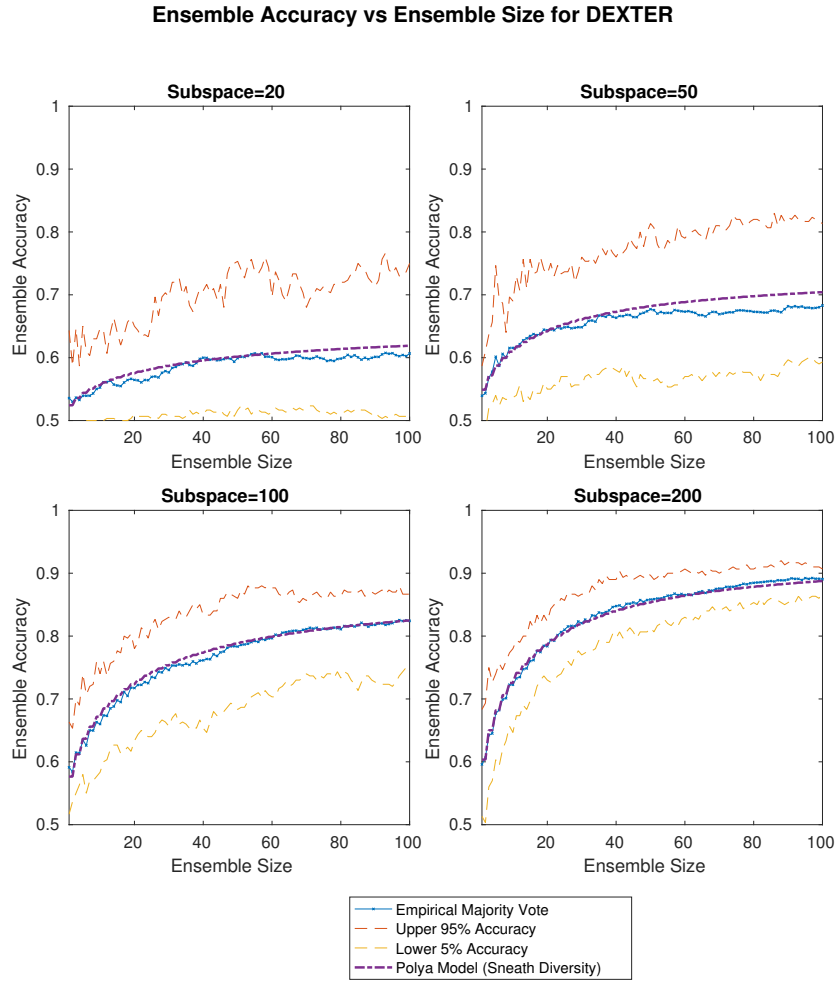 Ensemble Accuracy vs Ensemble Size for DEXTER
Subspace=20
1
0.9
0.8
0.7
0.6
0.5
Ensemble Accuracy
20 40 60 80 100
Ensemble Size
Subspace=50
1
0.9
0.8
0.7
0.6
0.5
Ensemble Accuracy
20 40 60 80 100
Ensemble Size
Subspace=100
1
0.9
0.8
0.7
0.6
0.5
Ensemble Accuracy
20 40 60 80 100
Ensemble Size
Subspace=200
1
0.9
0.8
0.7
0.6
0.5
Ensemble Accuracy
20 40 60 80 100
Ensemble Size
Empirical Majority Vote
Upper 95% Accuracy
Lower 5% Accuracy
Polya Model (Sneath Diversity)